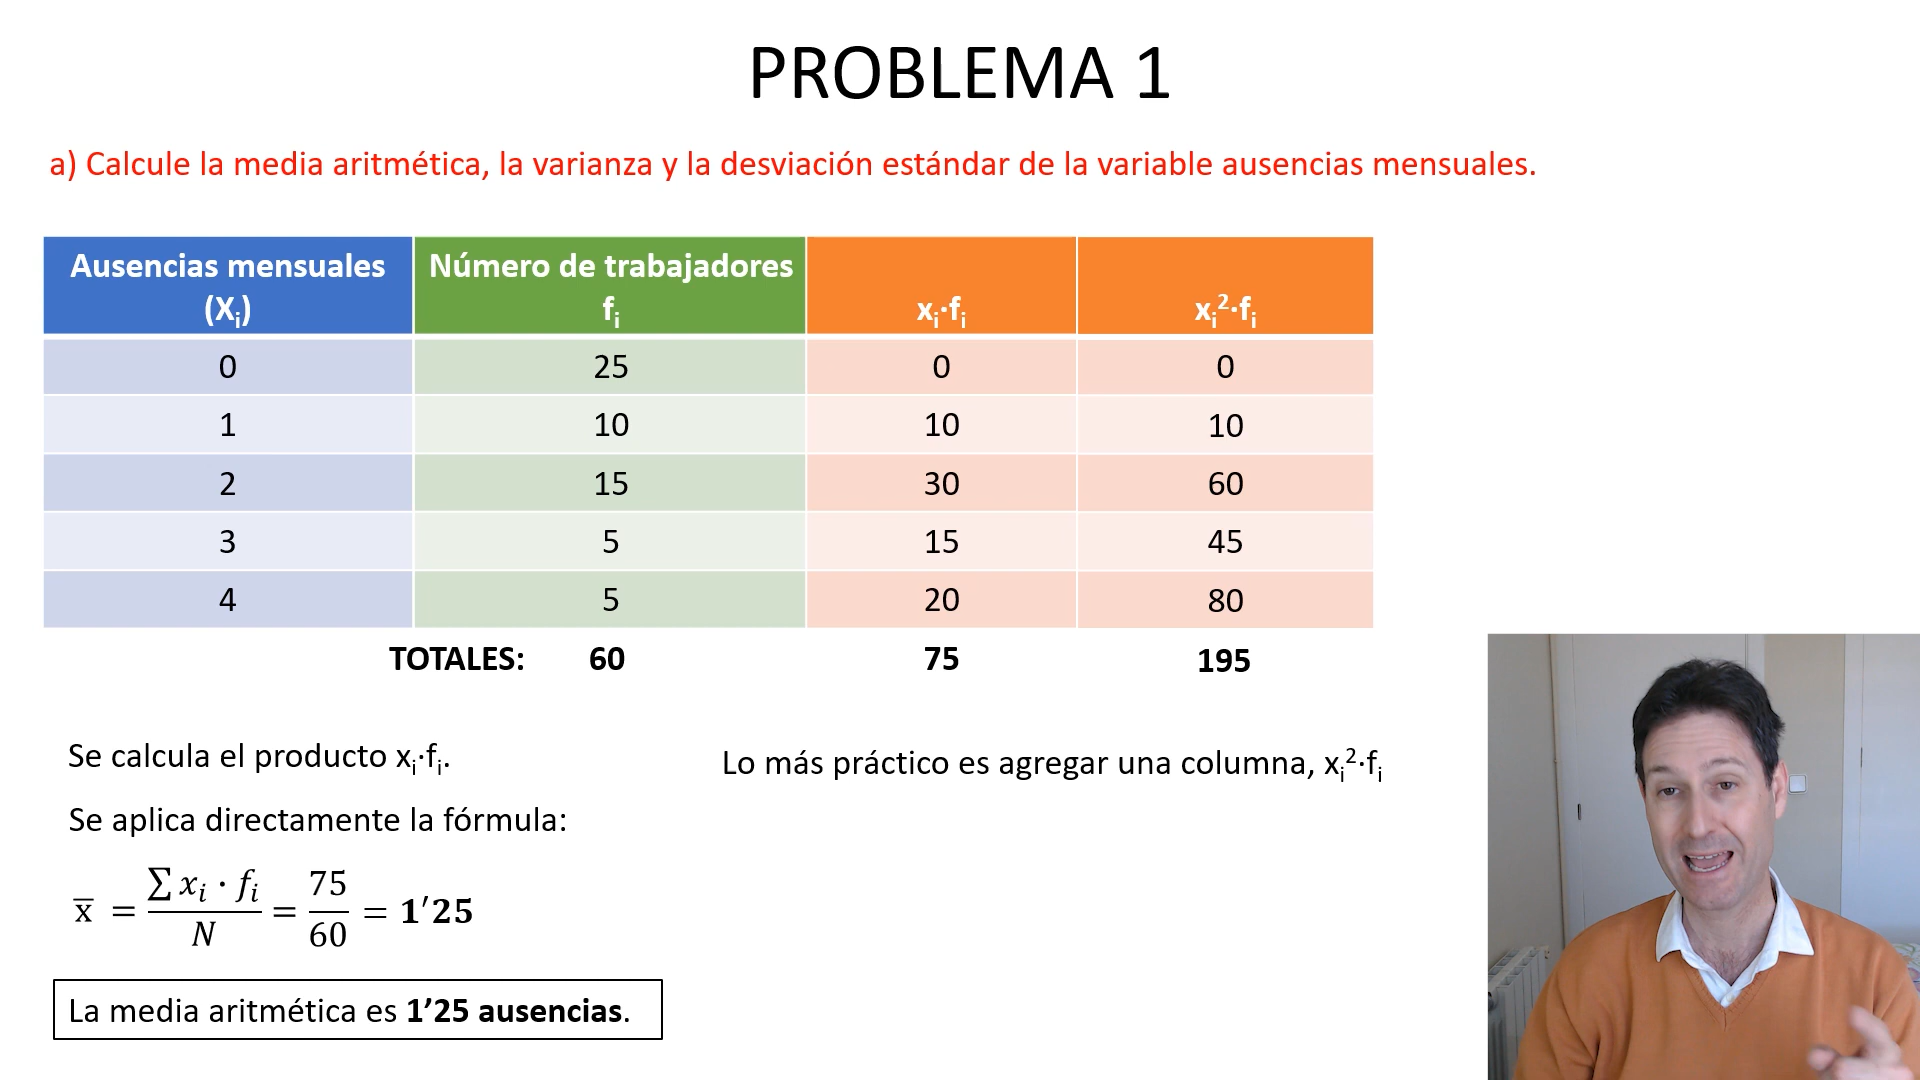 PROBLEMA 1
a) Calcule la media aritmética, la varianza y la desviación estándar de la variable ausencias mensuales.
Ausencias mensuales (Xᵢ) Número de trabajadores fᵢ xᵢ·fᵢ xᵢ²·fᵢ
0 25 0 0
1 10 10 10
2 15 30 60
3 5 15 45
4 5 20 80
TOTALES: 60 75 195
Se calcula el producto xᵢ·fᵢ.
Lo más práctico es agregar una columna, xᵢ²·fᵢ
Se aplica directamente la fórmula:
x̅ = ∑ xᵢ · fᵢ / N = 75 / 60 = 1′25
La media aritmética es 1’25 ausencias.